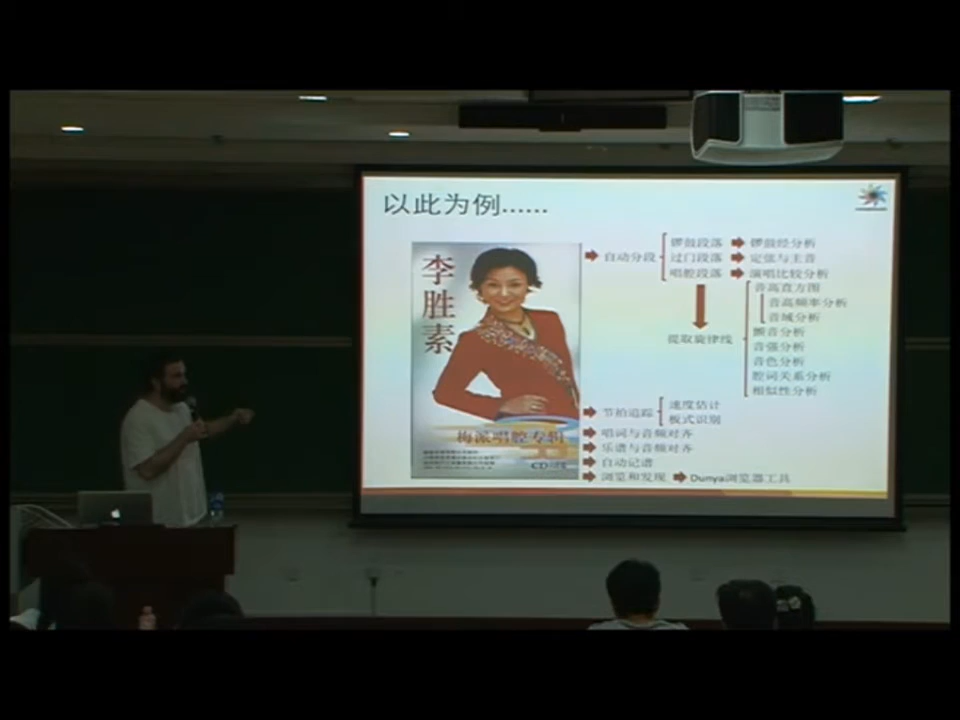 以此为例……
李胜素
梅派唱腔专辑
CD
自动分段
锣鼓段落
锣鼓经分析
过门段落
定弦与主音
唱腔段落
演唱比较分析
提取旋律线
音高直方图
音高频率分析
音域分析
颤音分析
音强分析
音色分析
腔词关系分析
相似性分析
节拍追踪
速度估计
板式识别
唱词与音频对齐
乐谱与音频对齐
自动记谱
浏览和发现
Dunya浏览器工具